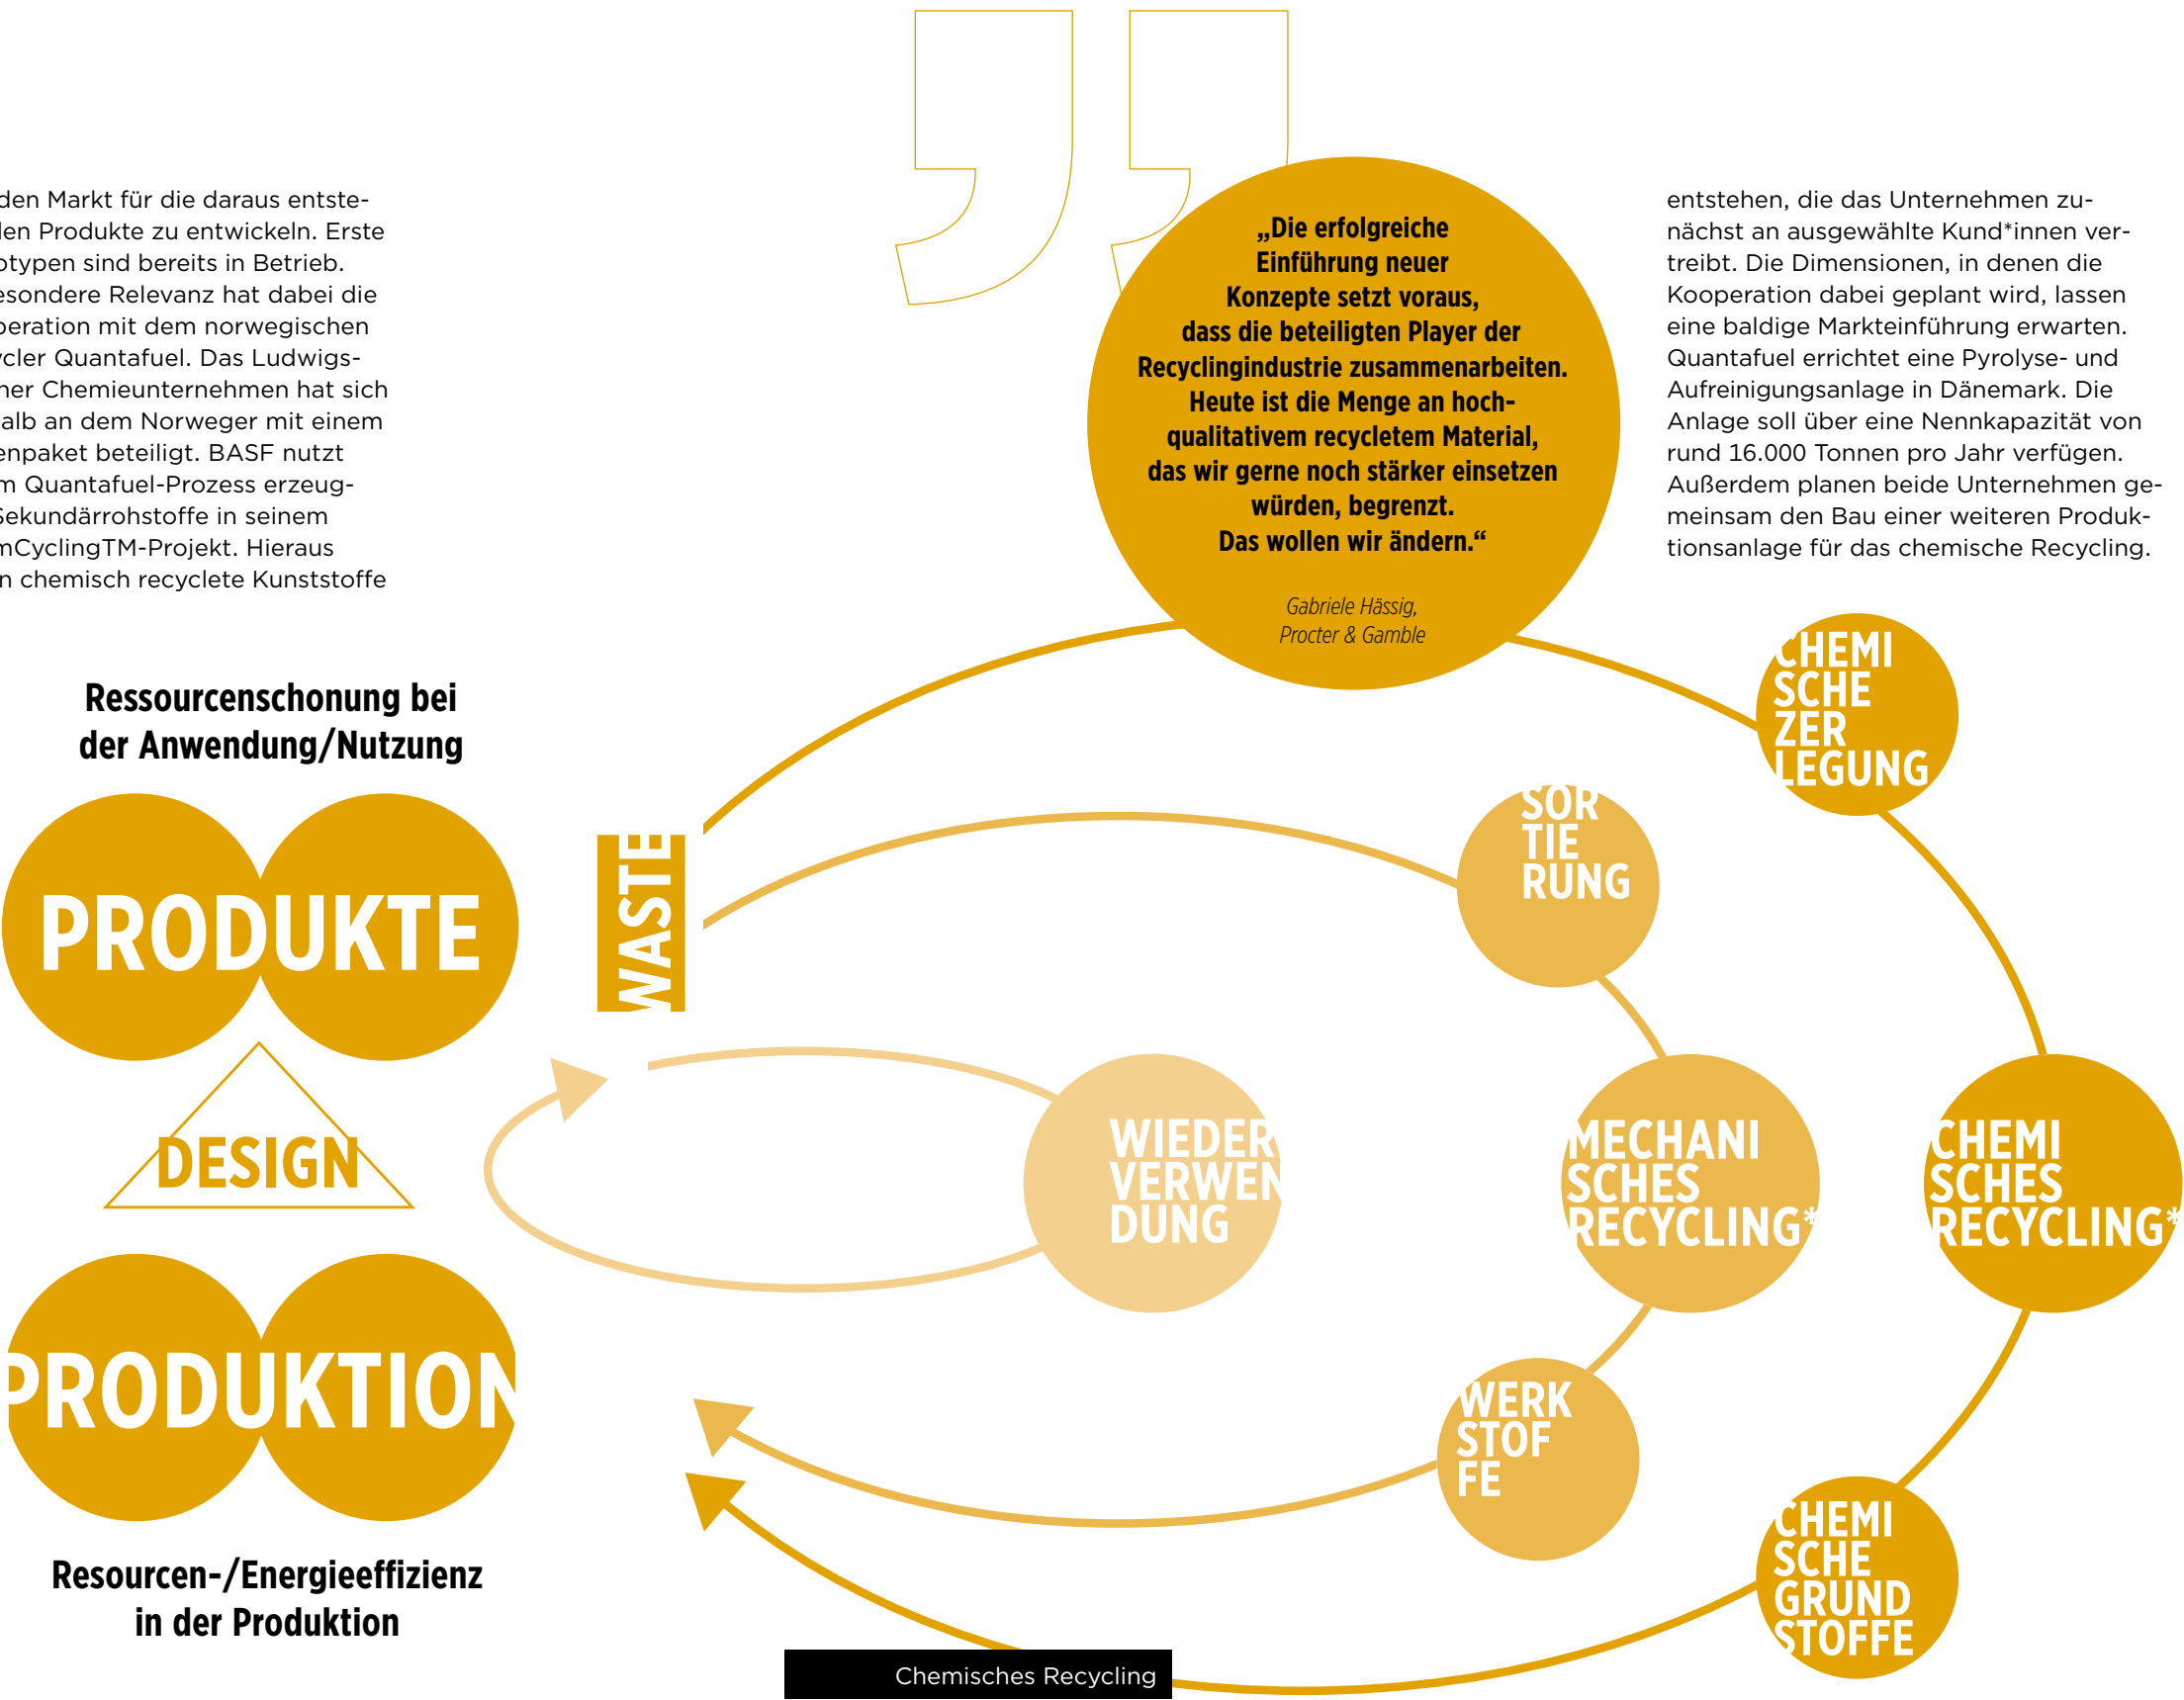 den Markt für die daraus entste-
len Produkte zu entwickeln. Erste
otypen sind bereits in Betrieb.
esondere Relevanz hat dabei die
peration mit dem norwegischen
ycler Quantafuel. Das Ludwigs-
ner Chemieunternehmen hat sich
alb an dem Norweger mit einem
enpaket beteiligt. BASF nutzt
m Quantafuel-Prozess erzeug-
Sekundärrohstoffe in seinem
mCyclingTM-Projekt. Hieraus
n chemisch recyclete Kunststoffe
„Die erfolgreiche
Einführung neuer
Konzepte setzt voraus,
dass die beteiligten Player der
Recyclingindustrie zusammenarbeiten.
Heute ist die Menge an hoch-
qualitativem recycletem Material,
das wir gerne noch stärker einsetzen
würden, begrenzt.
Das wollen wir ändern.“
Gabriele Hässig,
Procter & Gamble
entstehen, die das Unternehmen zu-
nächst an ausgewählte Kund*innen ver-
treibt. Die Dimensionen, in denen die
Kooperation dabei geplant wird, lassen
eine baldige Markteinführung erwarten.
Quantafuel errichtet eine Pyrolyse- und
Aufreinigungsanlage in Dänemark. Die
Anlage soll über eine Nennkapazität von
rund 16.000 Tonnen pro Jahr verfügen.
Außerdem planen beide Unternehmen ge-
meinsam den Bau einer weiteren Produk-
tionsanlage für das chemische Recycling.
Ressourcenschonung bei
der Anwendung/Nutzung
PRODUKTE
DESIGN
PRODUKTION
Resourcen-/Energieeffizienz
in der Produktion
WASTE
CHEMI
SCHE
ZER
LEGUNG
SOR
TIE
RUNG
WIEDER
VERWEN
DUNG
MECHANI
SCHES
RECYCLING*
CHEMI
SCHES
RECYCLING*
WERK
STOF
FE
CHEMI
SCHE
GRUND
STOFFE
Chemisches Recycling